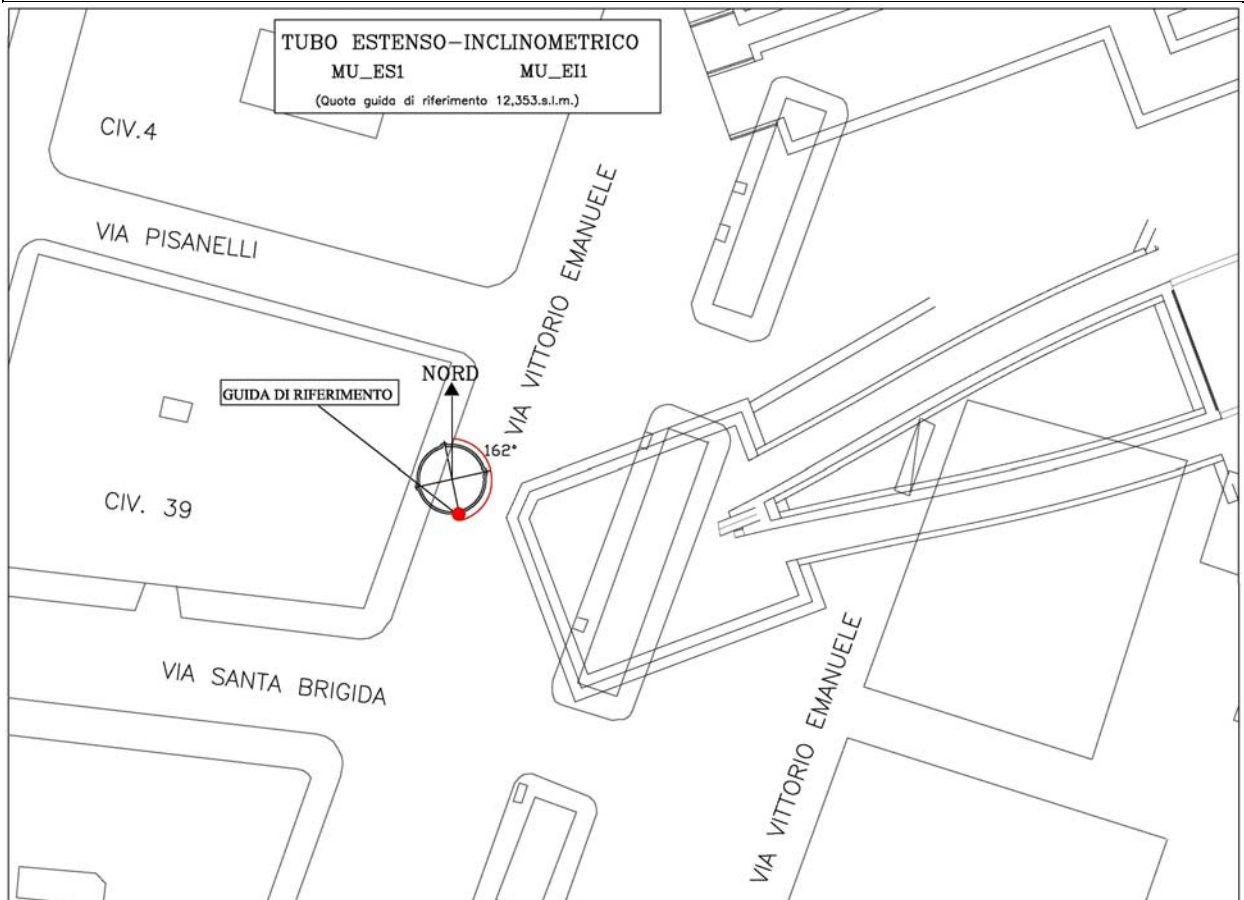 TUBO ESTENSO-INCLINOMETRICO
MU_ES1 MU_EI1
(Quota guida di riferimento 12,353.s.l.m.)
CIV.4
VIA PISANELLI
VIA VITTORIO EMANUELE
NORD
GUIDA DI RIFERIMENTO
162°
CIV. 39
VIA SANTA BRIGIDA
VIA VITTORIO EMANUELE